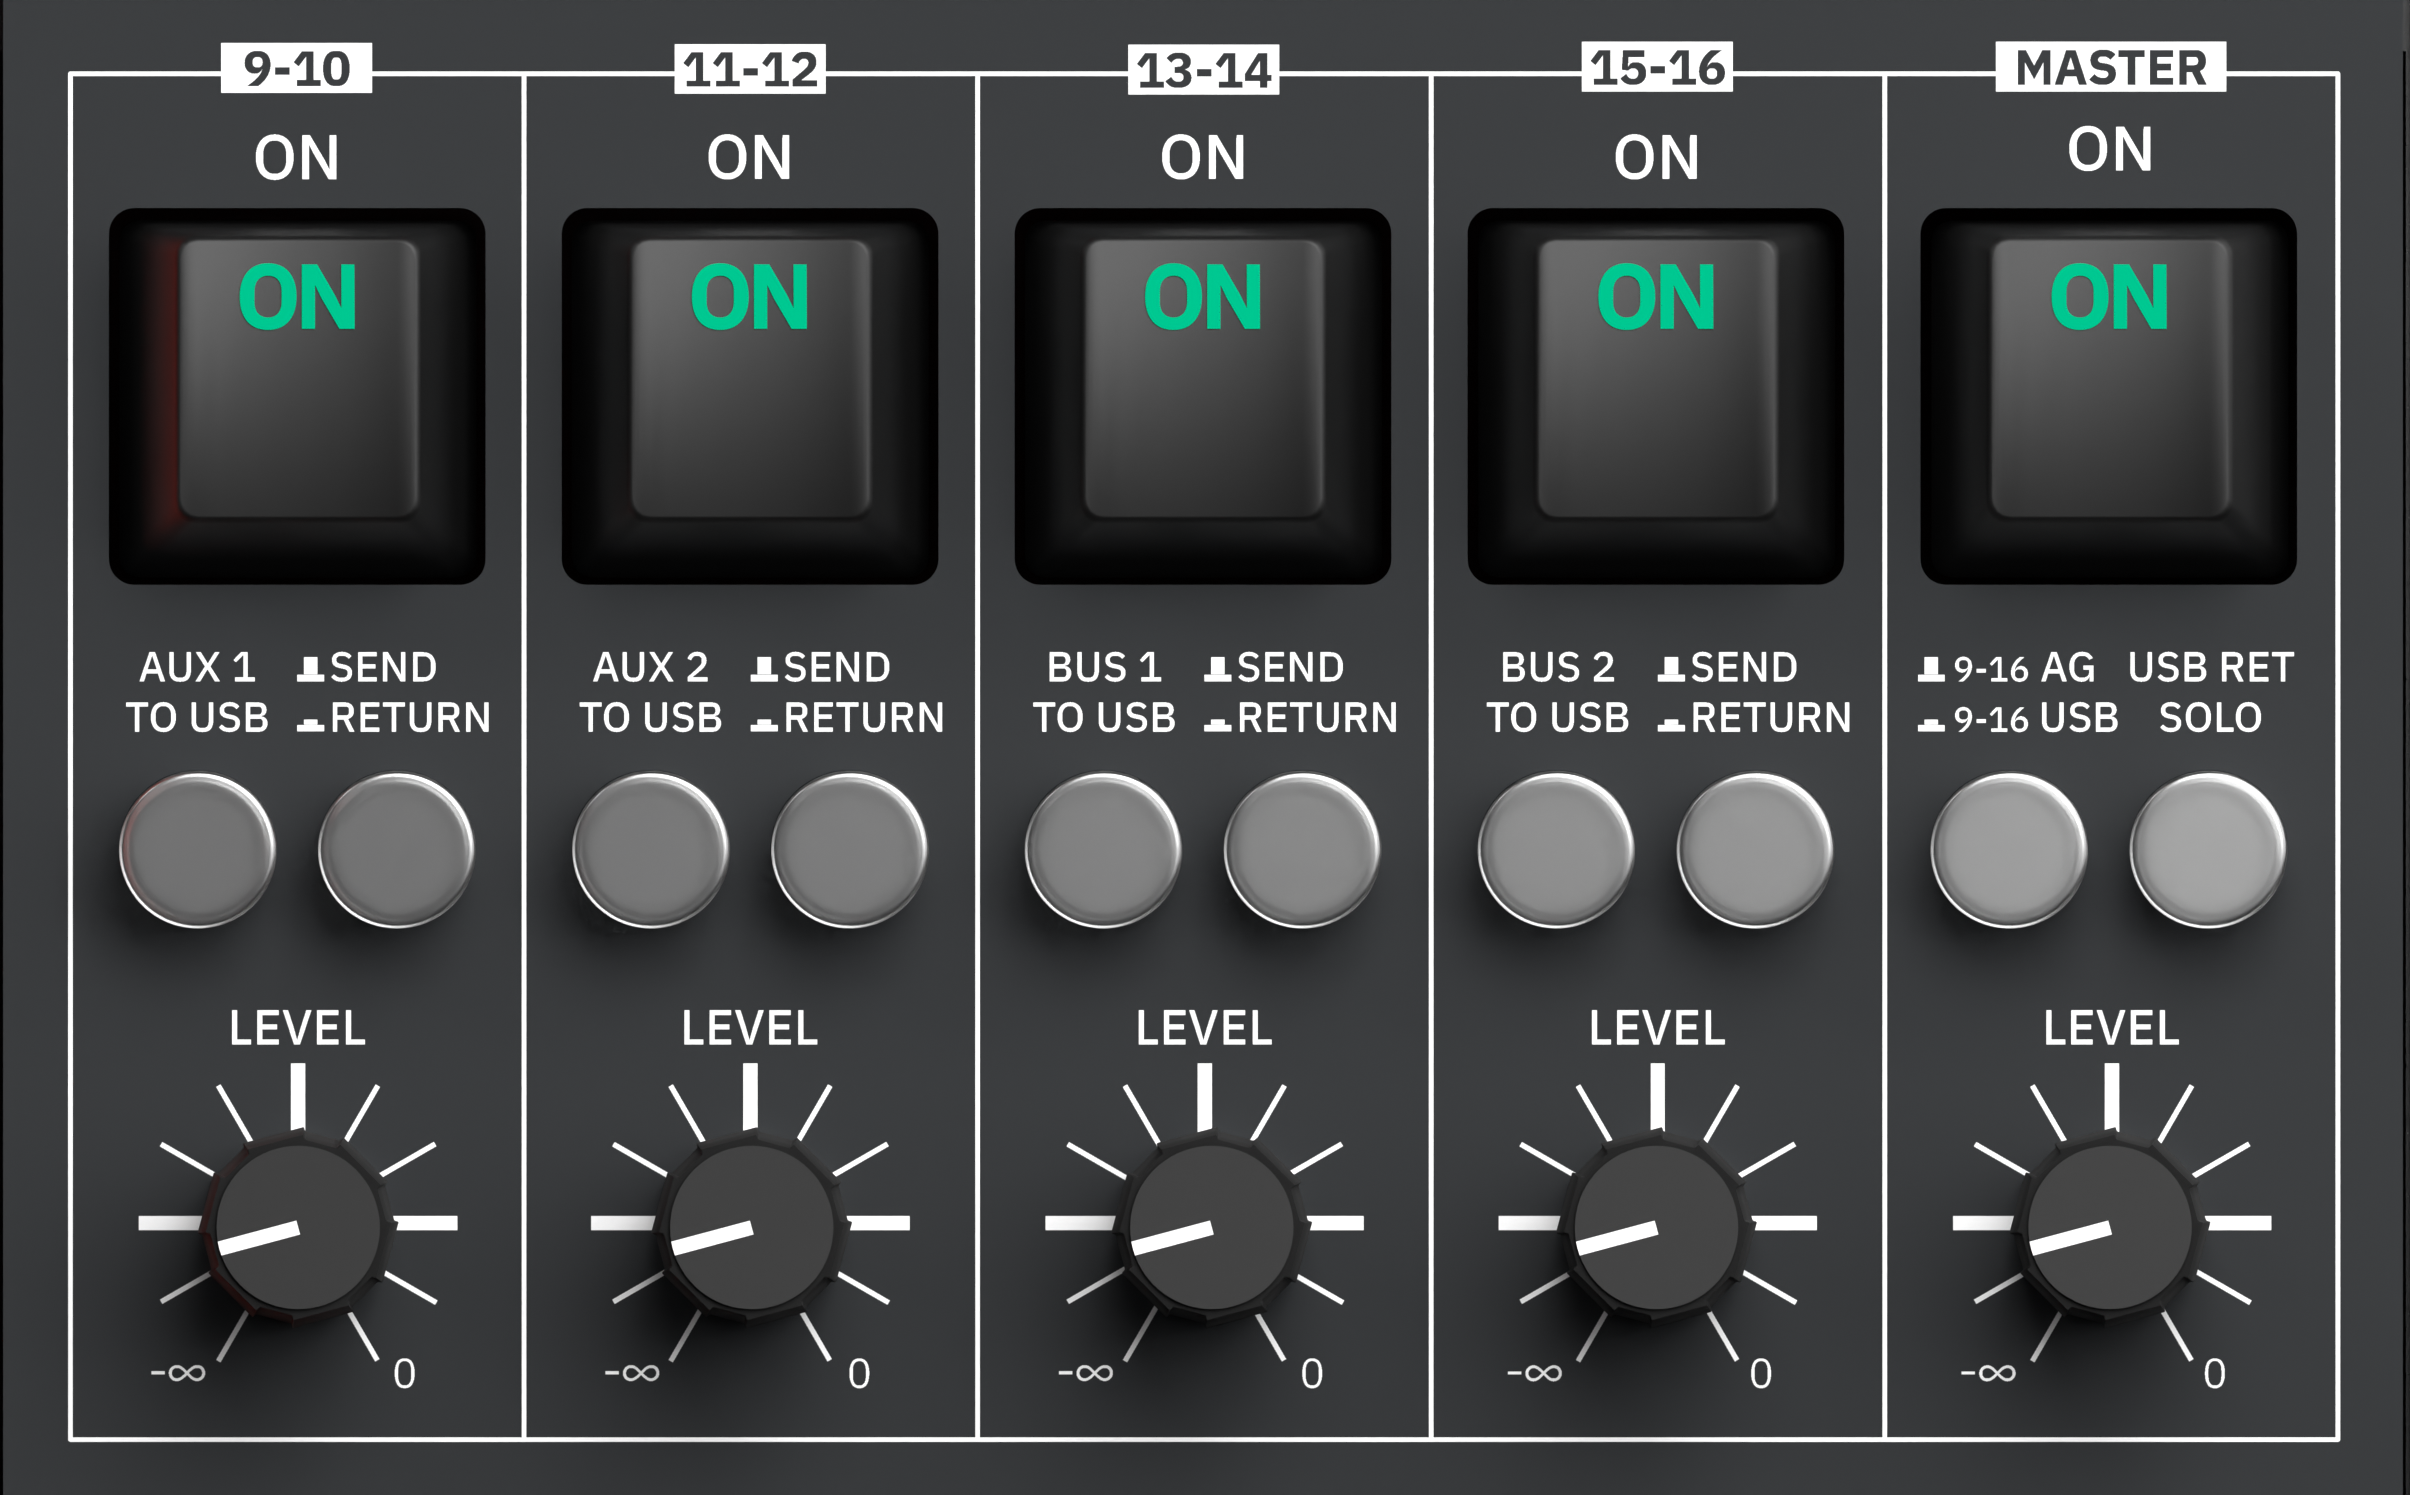 9-10
ON
ON
AUX 1 SEND
TO USB RETURN
LEVEL
-∞ 0
11-12
ON
ON
AUX 2 SEND
TO USB RETURN
LEVEL
-∞ 0
13-14
ON
ON
BUS 1 SEND
TO USB RETURN
LEVEL
-∞ 0
15-16
ON
ON
BUS 2 SEND
TO USB RETURN
LEVEL
-∞ 0
MASTER
ON
ON
9-16 AG USB RET
9-16 USB SOLO
LEVEL
-∞ 0